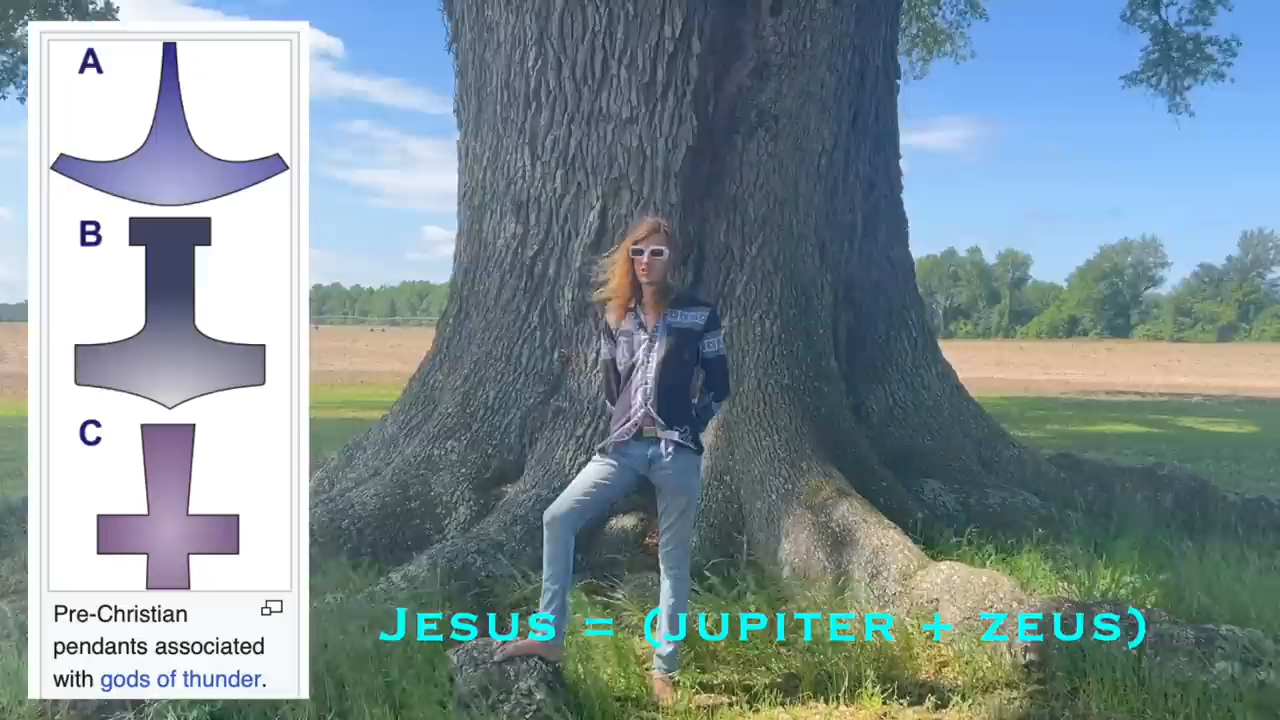 A
B
C
Pre-Christian
pendants associated
with gods of thunder.
Jesus = (jupiter + zeus)